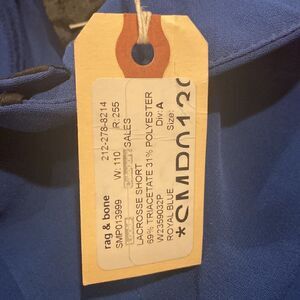 rag & bone 212-278-8214
SMP013999 W: 110 R: 255
SALES
LACROSSE SHORT
69% TRIACETATE 31% POLYESTER
W2359032P Div: A
ROYAL BLUE Size:
*SMP0139